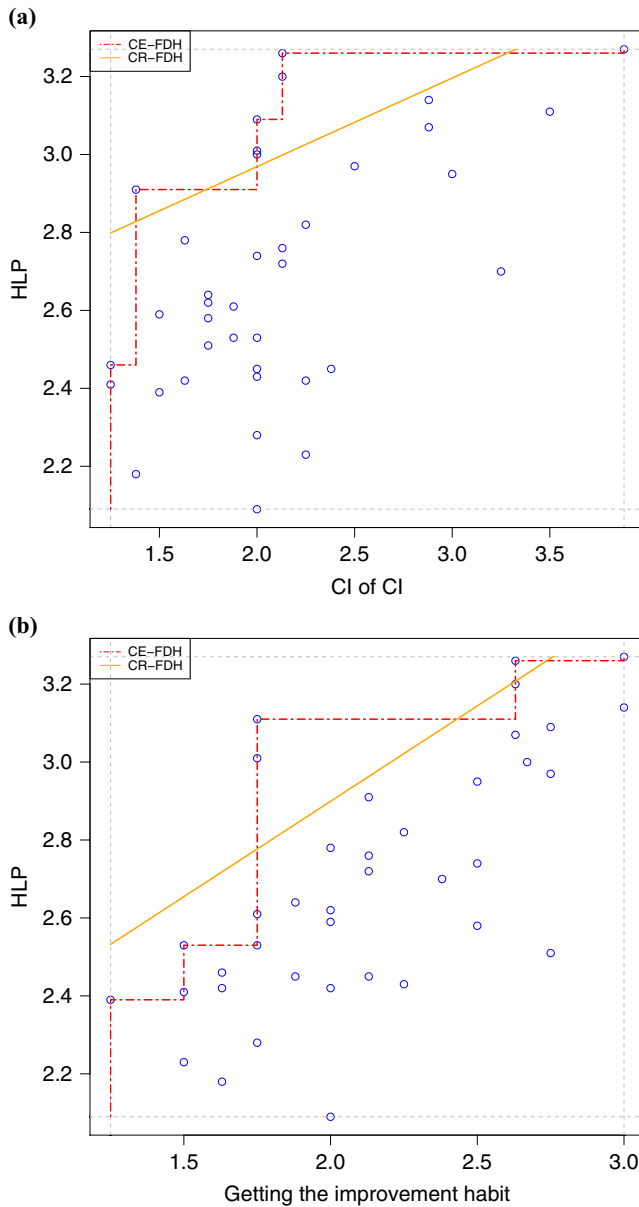 (a)
CE−FDH
CR−FDH
3.2
3.0
2.8
2.6
2.4
2.2
HLP
1.5 2.0 2.5 3.0 3.5
CI of CI
(b)
CE−FDH
CR−FDH
3.2
3.0
2.8
2.6
2.4
2.2
HLP
1.5 2.0 2.5 3.0
Getting the improvement habit